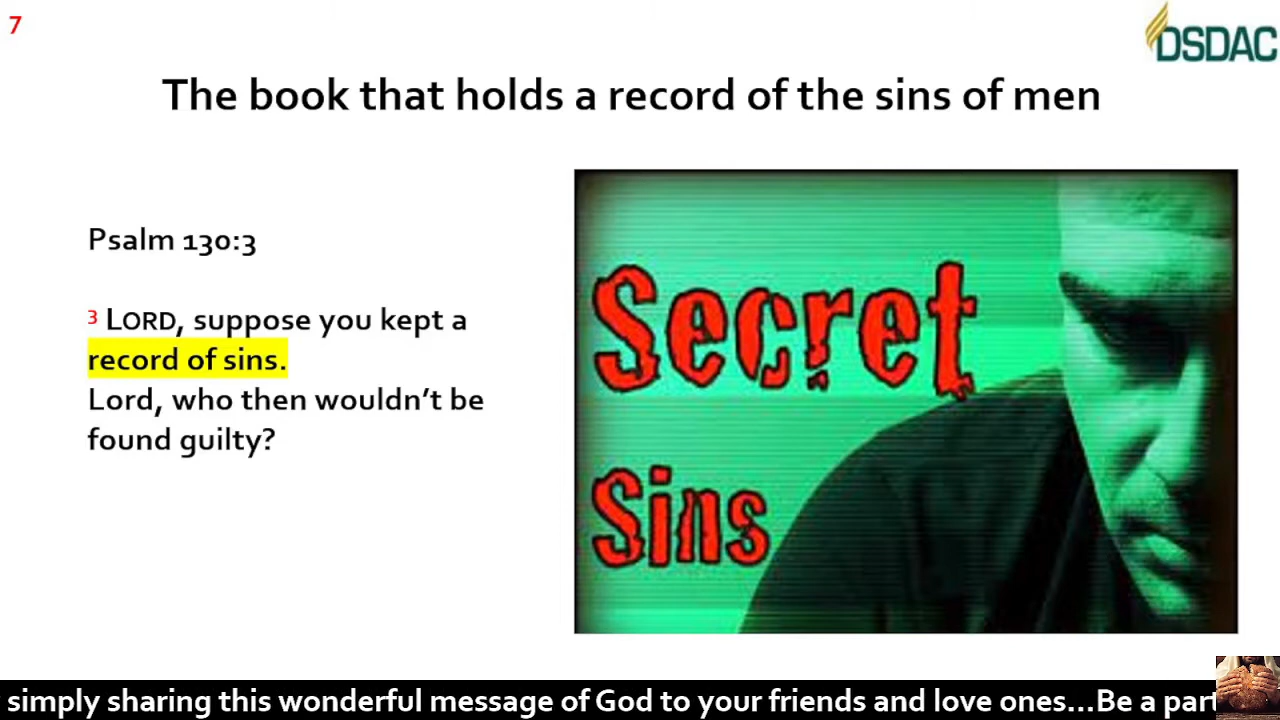 7
DSDAC
The book that holds a record of the sins of men
Psalm 130:3
3 LORD, suppose you kept a
record of sins.
Lord, who then wouldn’t be
found guilty?
Secret
Sins
simply sharing this wonderful message of God to your friends and love ones...Be a part